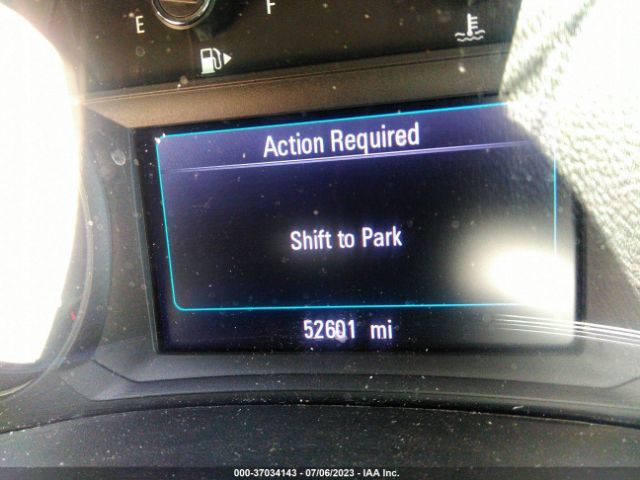 E
F
Action Required
Shift to Park
52601 mi
000-37034143 - 07/06/2023 - IAA Inc.